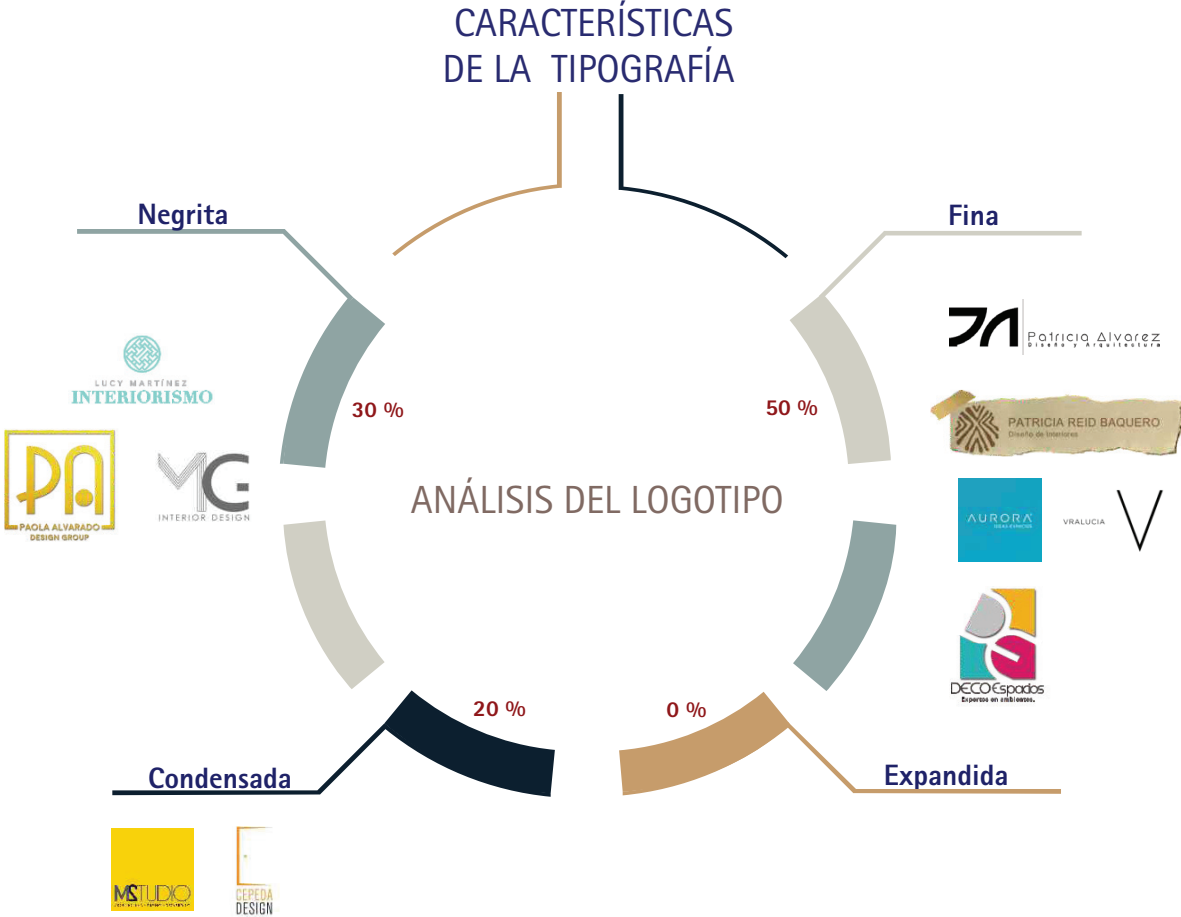 CARACTERÍSTICAS
DE LA TIPOGRAFÍA
Negrita
Fina
LUCY MARTÍNEZ
INTERIORISMO
PAOLA ALVARADO
DESIGN GROUP
MG
INTERIOR DESIGN
30 %
50 %
Patricia Alvarez
Diseño y Arquitectura
PATRICIA REID BAQUERO
Diseño de Interiores
AURORA
VRALUCIA
V
DECOEspacios
Expertos en ambientes.
ANÁLISIS DEL LOGOTIPO
20 %
0 %
Condensada
Expandida
MSTUDIO
CEPEDA
DESIGN